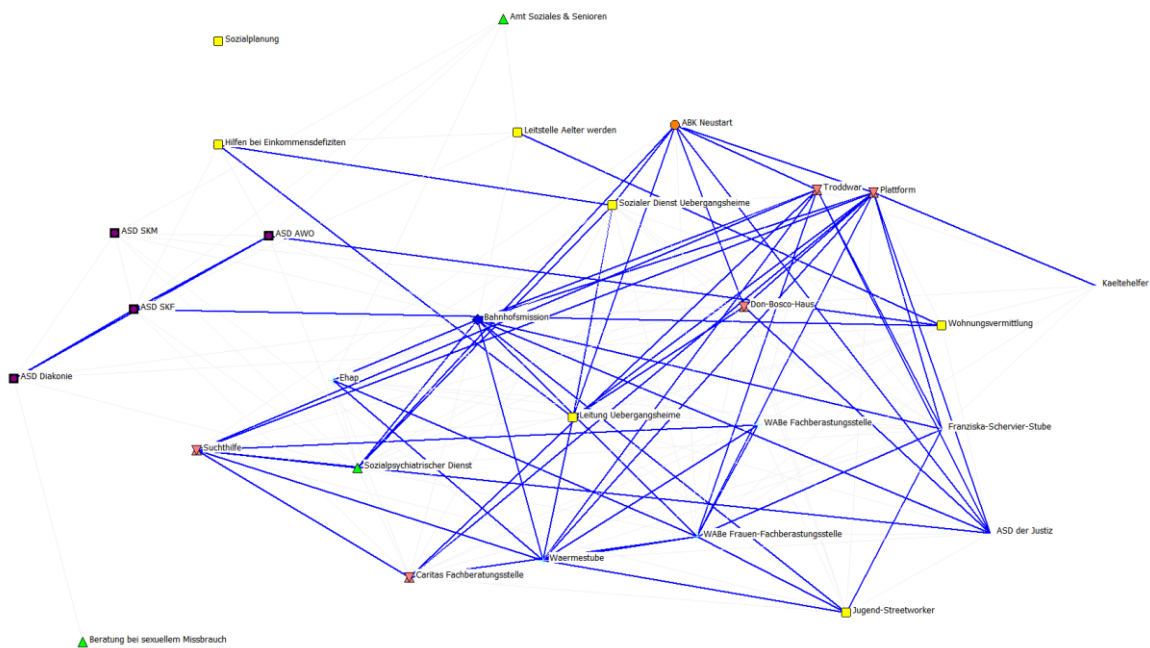 Amt Soziales & Senioren
Sozialplanung
ABK Neustart
Leitstelle Aelter werden
Hilfen bei Einkommensdefiziten
Troddwar
Plattform
Sozialer Dienst Uebergangsheime
ASD SKM
ASD AWO
Kaeltehelfer
Don-Bosco-Haus
ASD SKF
Bahnhofsmission
Wohnungsvermittlung
ASD Diakonie
Ehap
Leitung Uebergangsheime
WABe Fachberastungsstelle
Franziska-Schervier-Stube
Suchthilfe
Sozialpsychiatrischer Dienst
ASD der Justiz
WABe Frauen-Fachberastungsstelle
Waermestube
Caritas Fachberatungsstelle
Jugend-Streetworker
Beratung bei sexuellem Missbrauch